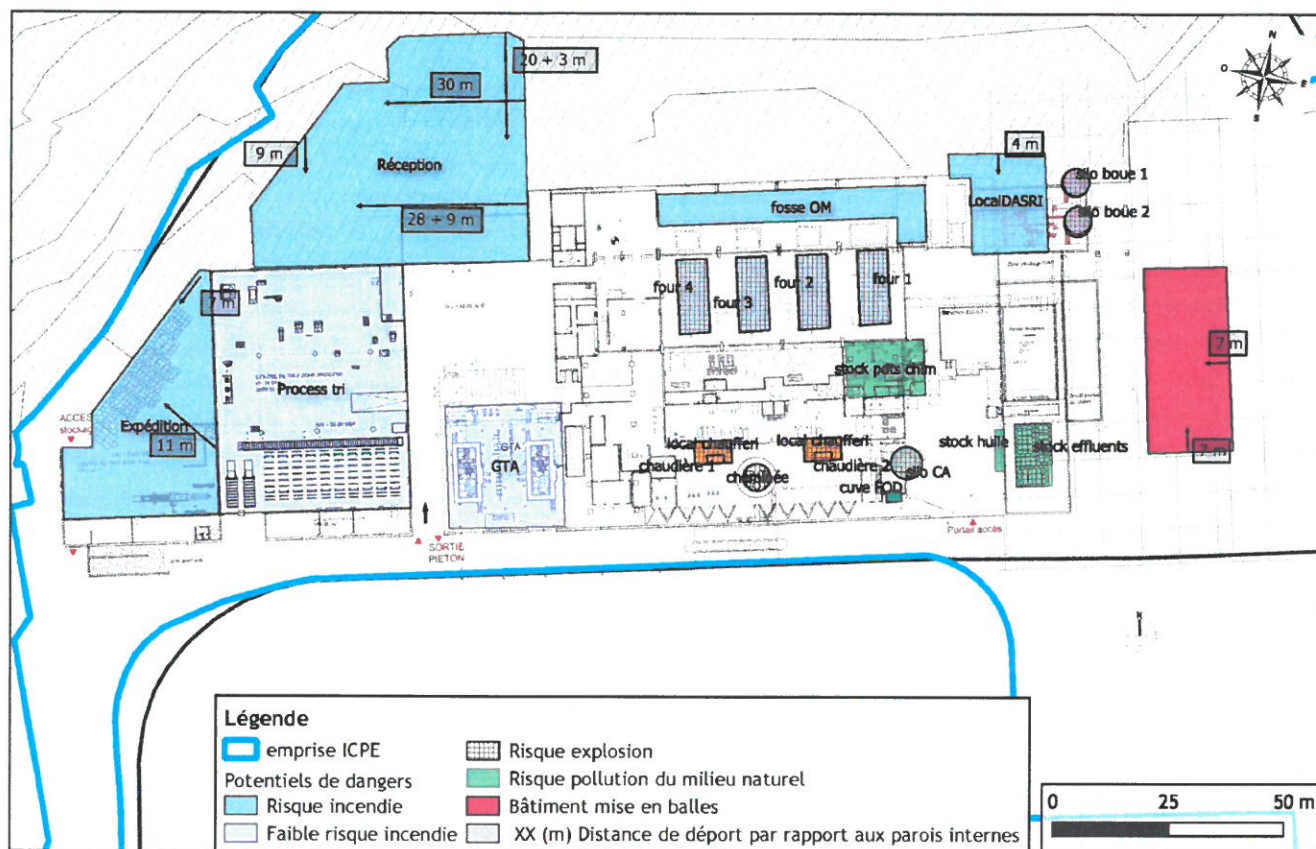 N
O
E
S
20 + 3 m
30 m
9 m
Réception
28 + 9 m
4 m
silo boue 1
LocalDASRI
silo boue 2
fosse OM
four 4
four 3
four 2
four 1
7 m
7 m
Process tri
stock pdts chim
ACCES
stockage
Expédition
11 m
GTA
GTA
local chaufferi
local chaufferi
chaudière 1
cheminée
chaudière 2
silo CA
cuve FOD
stock huile
stock effluents
7 m
SORTIE
PIETON
Portail accès
N
Légende
emprise ICPE
Potentiels de dangers
Risque incendie
Faible risque incendie
Risque explosion
Risque pollution du milieu naturel
Bâtiment mise en balles
XX (m) Distance de déport par rapport aux parois internes
0 25 50 m